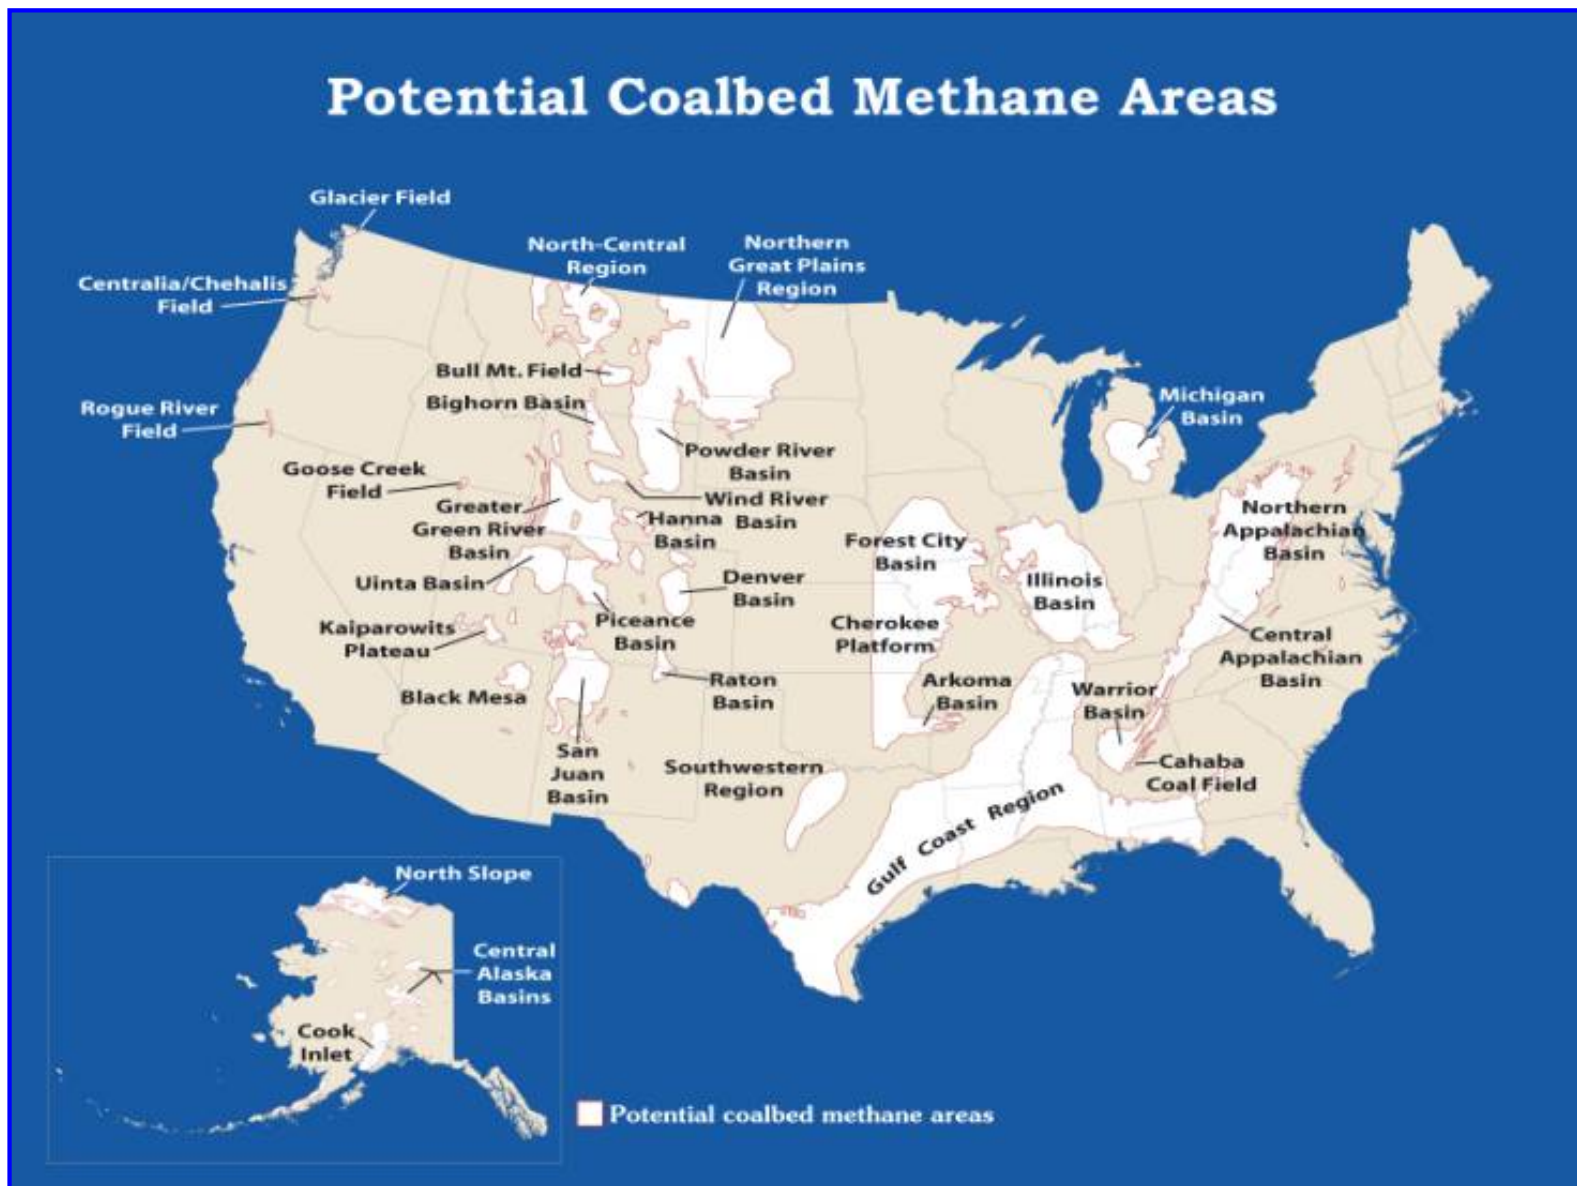 Potential Coalbed Methane Areas
Glacier Field
North-Central
Region
Northern
Great Plains
Region
Centralia/Chehalis
Field
Bull Mt. Field
Bighorn Basin
Rogue River
Field
Michigan
Basin
Powder River
Basin
Goose Creek
Field
Wind River
Basin
Greater
Green River
Basin
Hanna
Basin
Northern
Appalachian
Basin
Forest City
Basin
Illinois
Basin
Uinta Basin
Denver
Basin
Piceance
Basin
Kaiparowits
Plateau
Cherokee
Platform
Central
Appalachian
Basin
Black Mesa
Raton
Basin
Arkoma
Basin
Warrior
Basin
San
Juan
Basin
Southwestern
Region
Cahaba
Coal Field
Gulf Coast Region
North Slope
Central
Alaska
Basins
Cook
Inlet
Potential coalbed methane areas